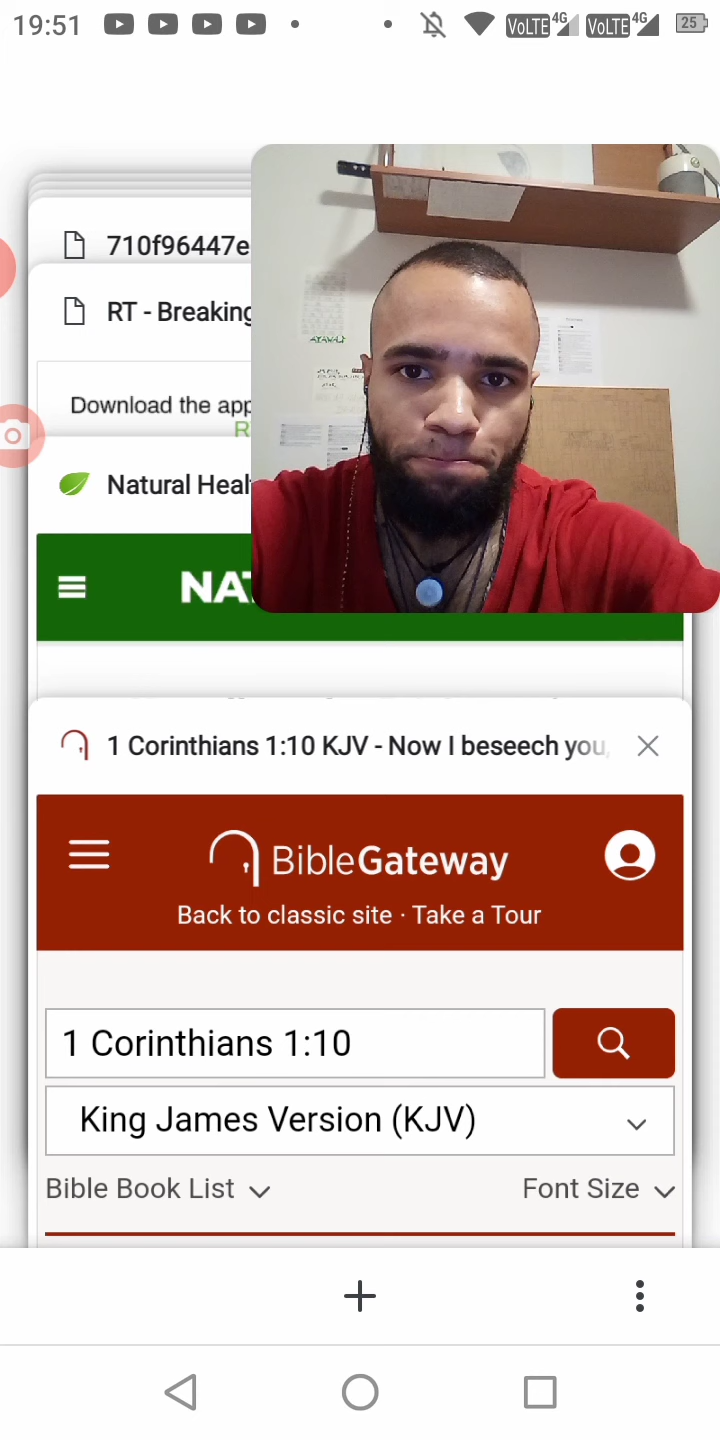 19:51
VoLTE 4G VoLTE 4G 25
710f96447e
RT - Breaking
Download the app
R
Natural Heal
NAT
1 Corinthians 1:10 KJV - Now I beseech you,
BibleGateway
Back to classic site · Take a Tour
1 Corinthians 1:10
King James Version (KJV)
Bible Book List
Font Size